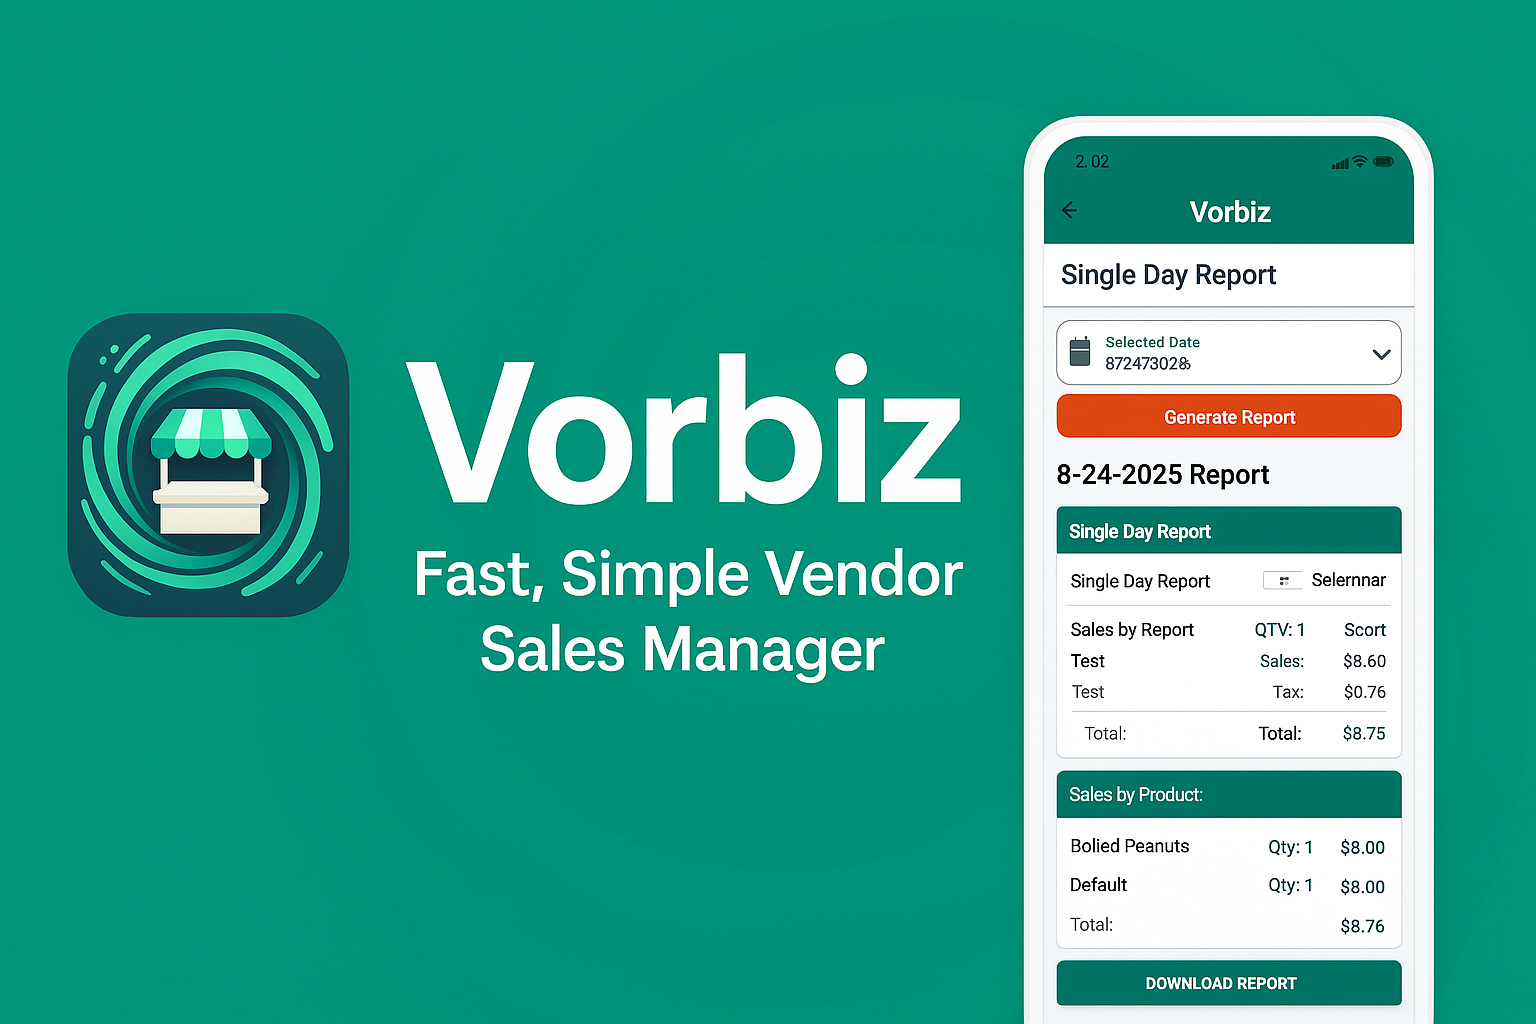 Vorbiz
Fast, Simple Vendor
Sales Manager
2.02
Vorbiz
Single Day Report
Selected Date
Generate Report
8-24-2025 Report
Single Day Report
Single Day Report Selernnar
Sales by Report QTV: 1 Scort
Test Sales: $8.60
Test Tax: $0.76
Total: Total: $8.75
Sales by Product:
Bolied Peanuts Qty: 1 $8.00
Default Qty: 1 $8.00
Total: $8.76
DOWNLOAD REPORT